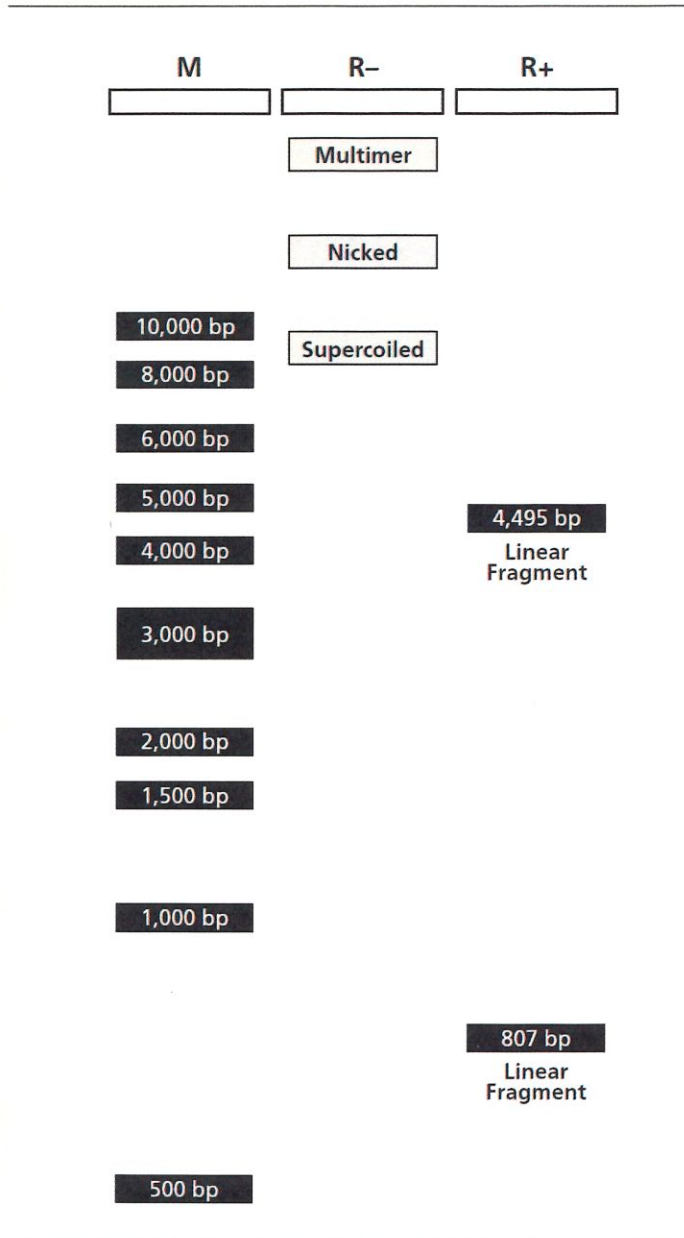 M R– R+
Multimer
Nicked
10,000 bp
Supercoiled
8,000 bp
6,000 bp
5,000 bp
4,495 bp
4,000 bp
Linear
Fragment
3,000 bp
2,000 bp
1,500 bp
1,000 bp
807 bp
Linear
Fragment
500 bp